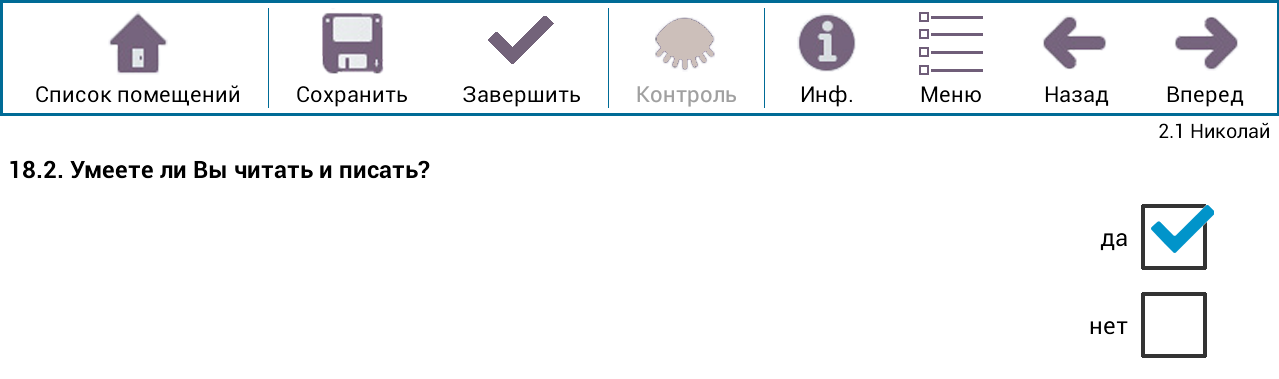 Список помещений Сохранить Завершить Контроль Инф. Меню Назад Вперед
2.1 Николай
18.2. Умеете ли Вы читать и писать?
да
нет